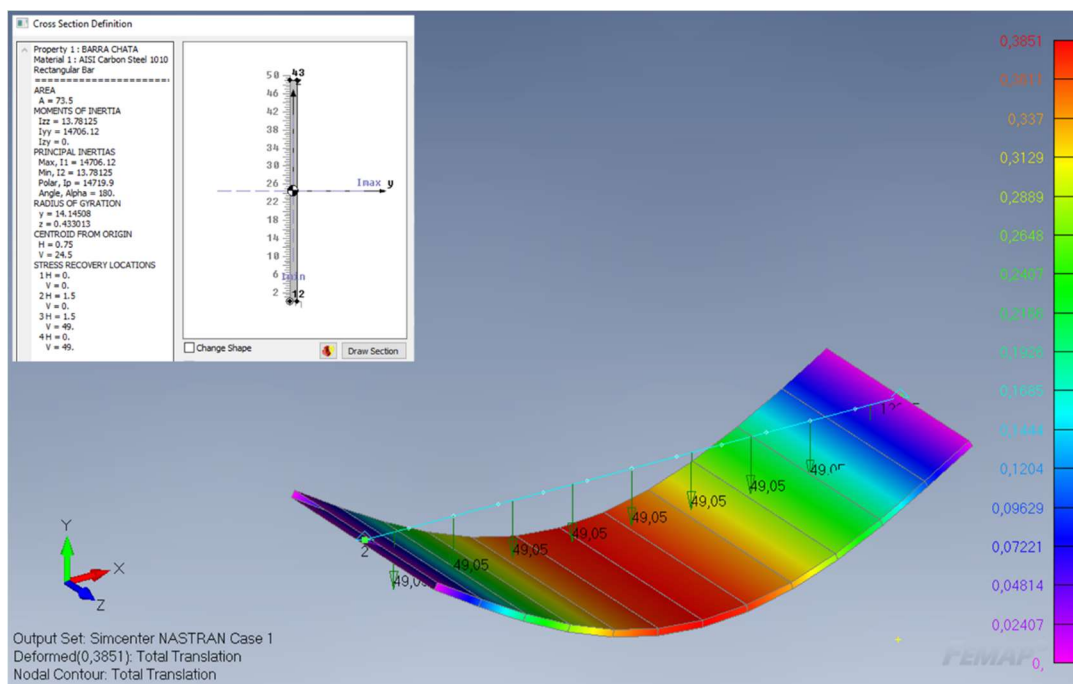 Cross Section Definition
Property 1 : BARRA CHATA
Material 1 : AISI Carbon Steel 1010
Rectangular Bar
AREA
A = 73.5
MOMENTS OF INERTIA
Izz = 13.78125
Iyy = 14706.12
Izy = 0.
PRINCIPAL INERTIAS
Max, I1 = 14706.12
Min, I2 = 13.78125
Polar, Ip = 14719.9
Angle, Alpha = 180.
RADIUS OF GYRATION
y = 14.14508
z = 0.433013
CENTROID FROM ORIGIN
H = 0.75
V = 24.5
STRESS RECOVERY LOCATIONS
1 H = 0.
V = 0.
2 H = 1.5
V = 0.
3 H = 1.5
V = 49.
4 H = 0.
V = 49.
50
43
46
42
38
34
30
26
Imax y
22
18
14
10
6
2
12
Change Shape
Draw Section
0,3851
0,337
0,3129
0,2889
0,2648
0,2407
0,1685
0,1444
0,1204
0,09629
0,07221
0,04814
0,02407
0,
49,05
49,05
49,05
49,05
49,05
49,05
49,05
2
Y
X
Z
Output Set: Simcenter NASTRAN Case 1
Deformed(0,3851): Total Translation
Nodal Contour: Total Translation
FEMAP